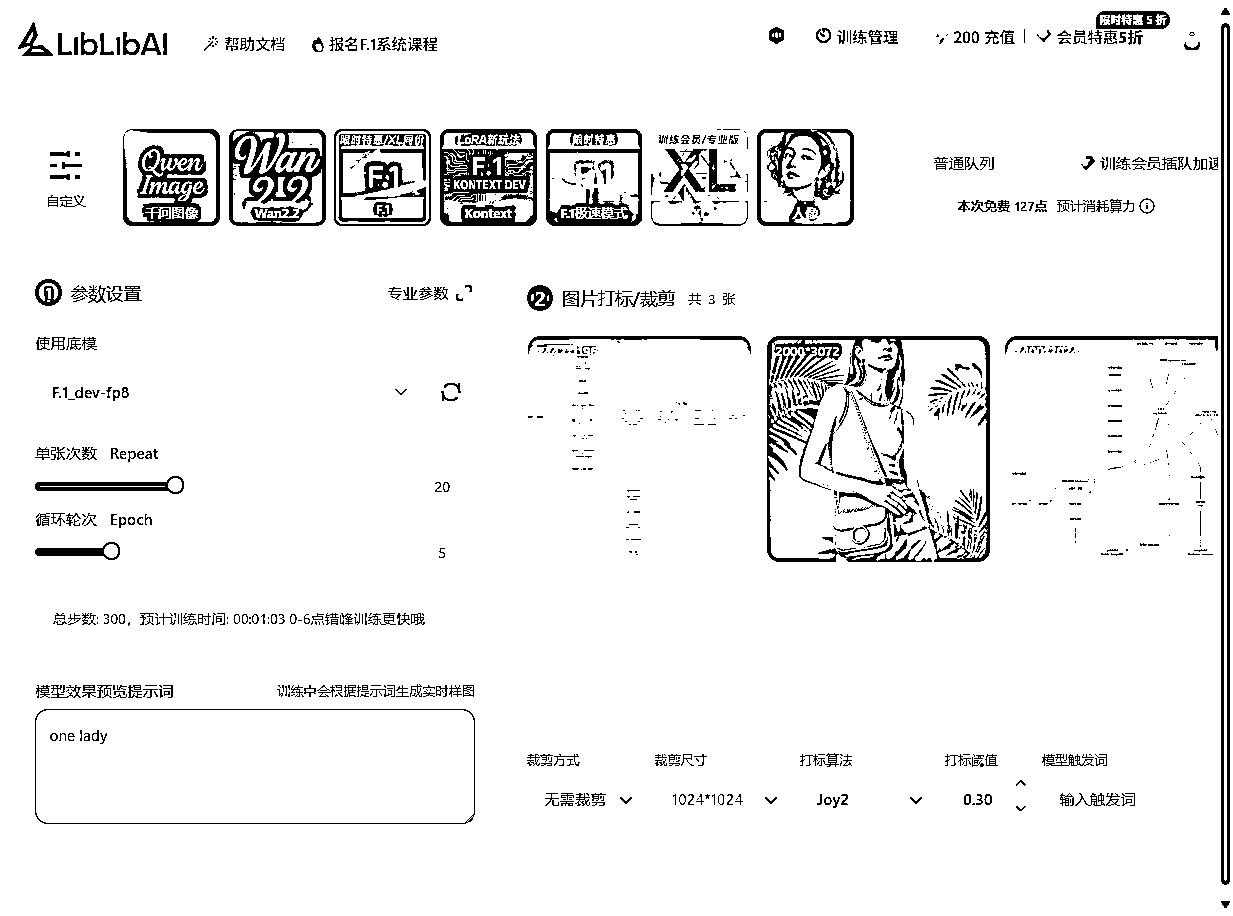 LibLibAI
帮助文档
报名F.1系统课程
训练管理
200 充值
会员特惠5折
限时特惠 5 折
自定义
Qwen Image
千问图像
Wan 2.2
Wan2.2
限时特惠/XL同价
F.1
F.1
LoRA新玩法
F.1
KONTEXT DEV
Kontext
限时特惠
F.1
F.1极速模式
训练会员/专业版
XL
人像
普通队列
训练会员插队加速
本次免费 127点 预计消耗算力
1 参数设置
专业参数
2 图片打标/裁剪 共 3 张
使用底模
F.1_dev-fp8
2000*3072
单张次数 Repeat
20
循环轮次 Epoch
5
总步数: 300, 预计训练时间: 00:01:03 0-6点错峰训练更快哦
模型效果预览提示词
训练中会根据提示词生成实时样图
one lady
裁剪方式
裁剪尺寸
打标算法
打标阈值
模型触发词
无需裁剪
1024*1024
Joy2
0.30
输入触发词